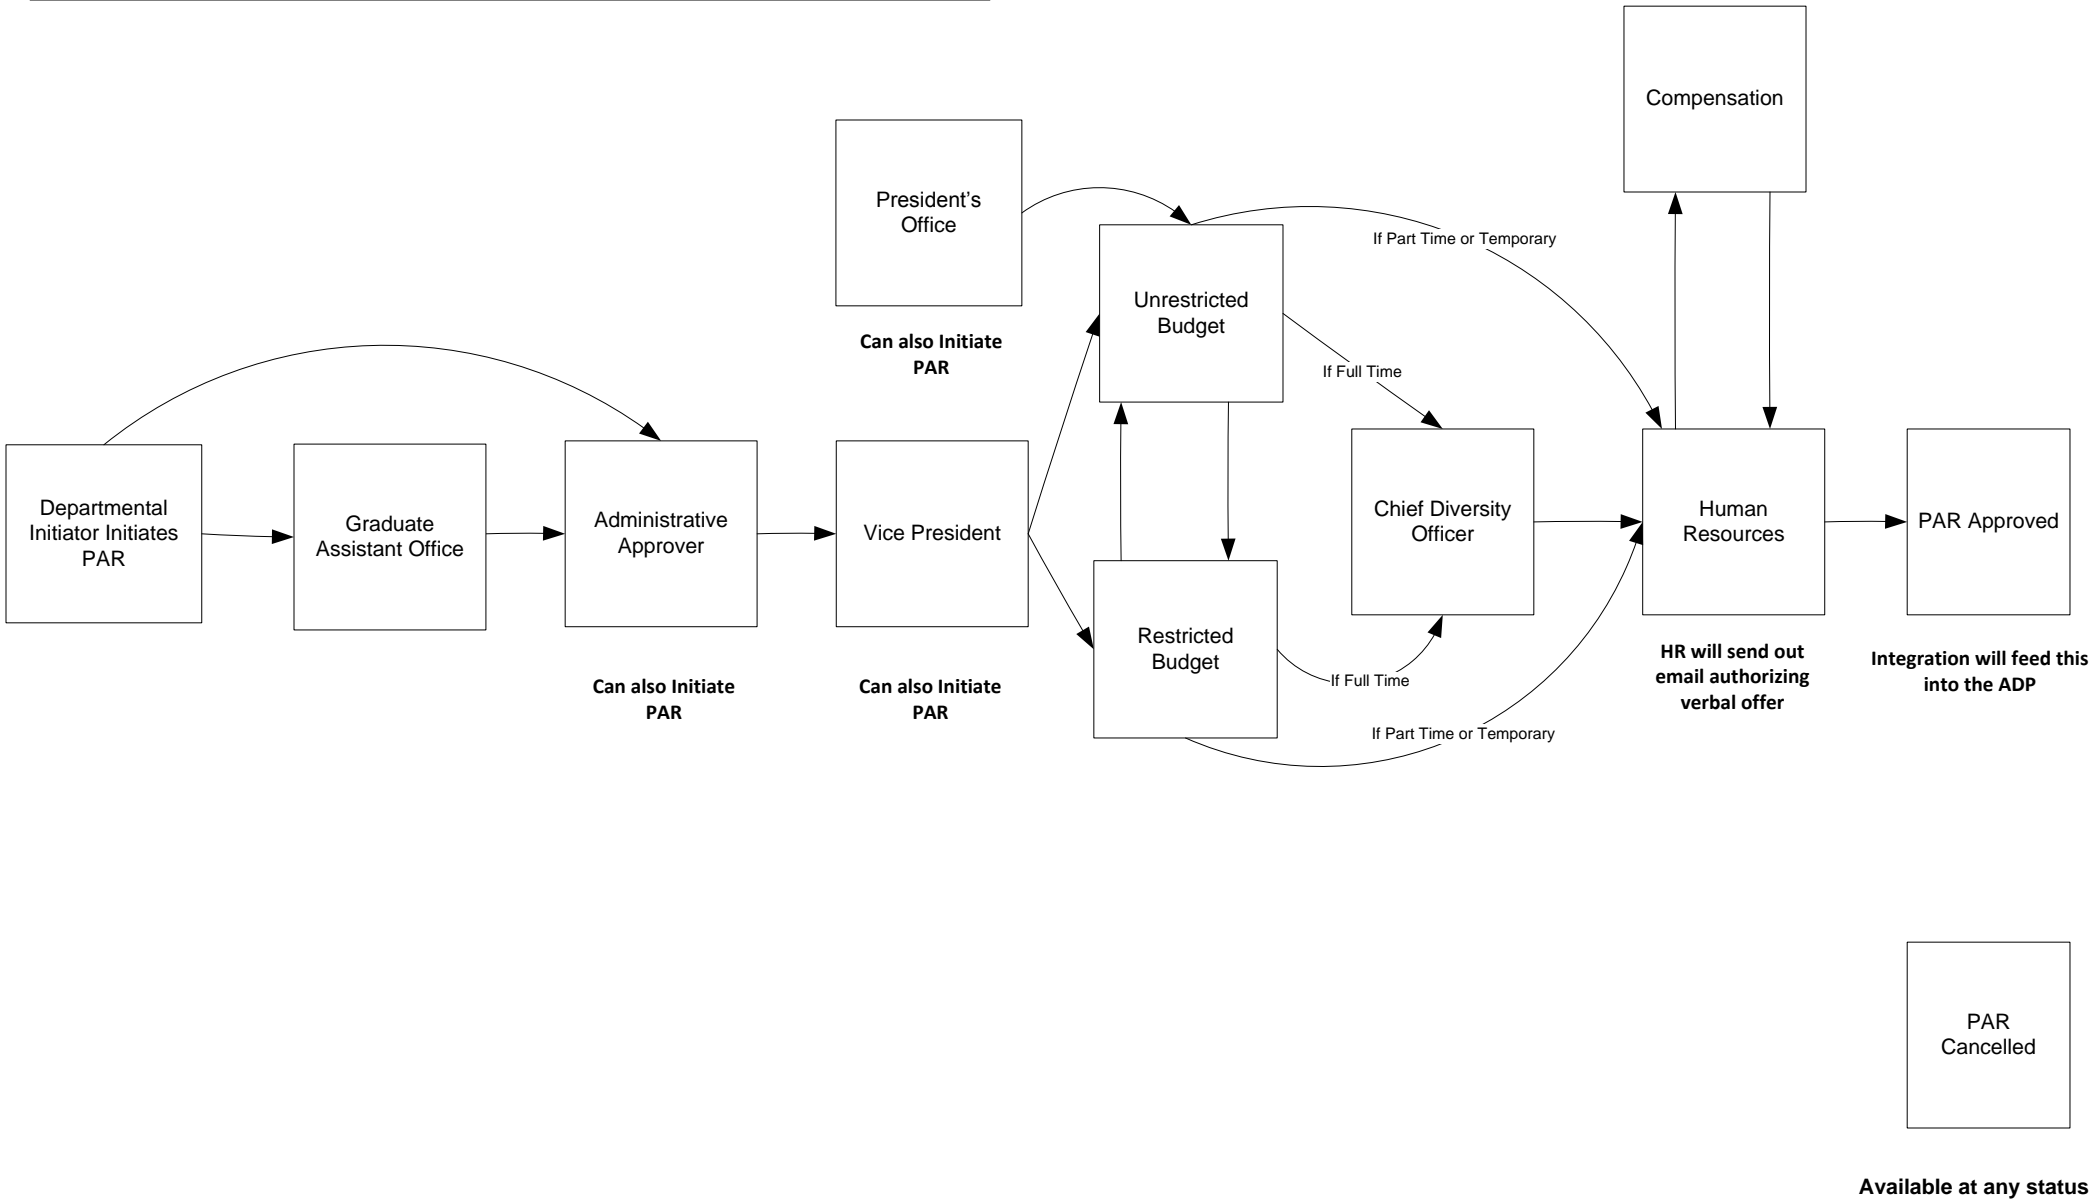 Compensation
President's
Office
Can also Initiate
PAR
If Part Time or Temporary
Unrestricted
Budget
If Full Time
Departmental
Initiator Initiates
PAR
Graduate
Assistant Office
Administrative
Approver
Can also Initiate
PAR
Vice President
Can also Initiate
PAR
Restricted
Budget
If Full Time
If Part Time or Temporary
Chief Diversity
Officer
Human
Resources
HR will send out
email authorizing
verbal offer
PAR Approved
Integration will feed this
into the ADP
PAR
Cancelled
Available at any status